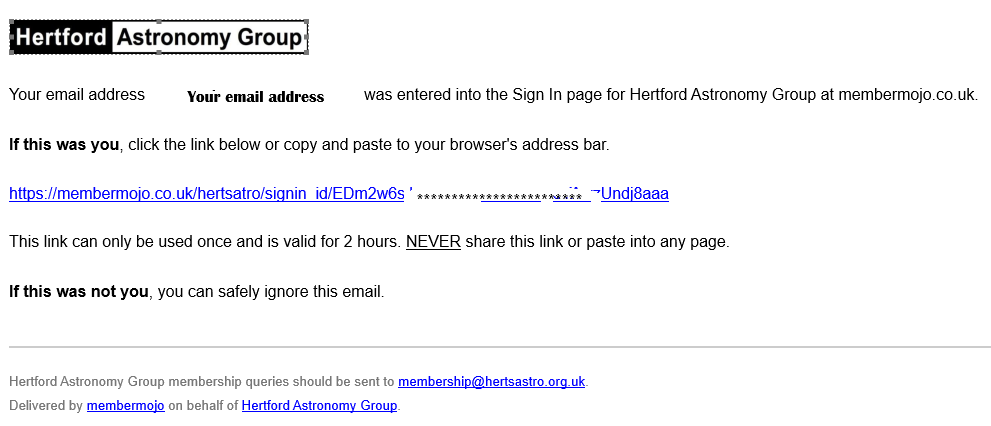 Hertford Astronomy Group
Your email address Your email address was entered into the Sign In page for Hertford Astronomy Group at membermojo.co.uk.
If this was you, click the link below or copy and paste to your browser's address bar.
https://membermojo.co.uk/hertsatro/signin_id/EDm2w6s ************************ Undj8aaa
This link can only be used once and is valid for 2 hours. NEVER share this link or paste into any page.
If this was not you, you can safely ignore this email.
Hertford Astronomy Group membership queries should be sent to membership@hertsastro.org.uk.
Delivered by membermojo on behalf of Hertford Astronomy Group.